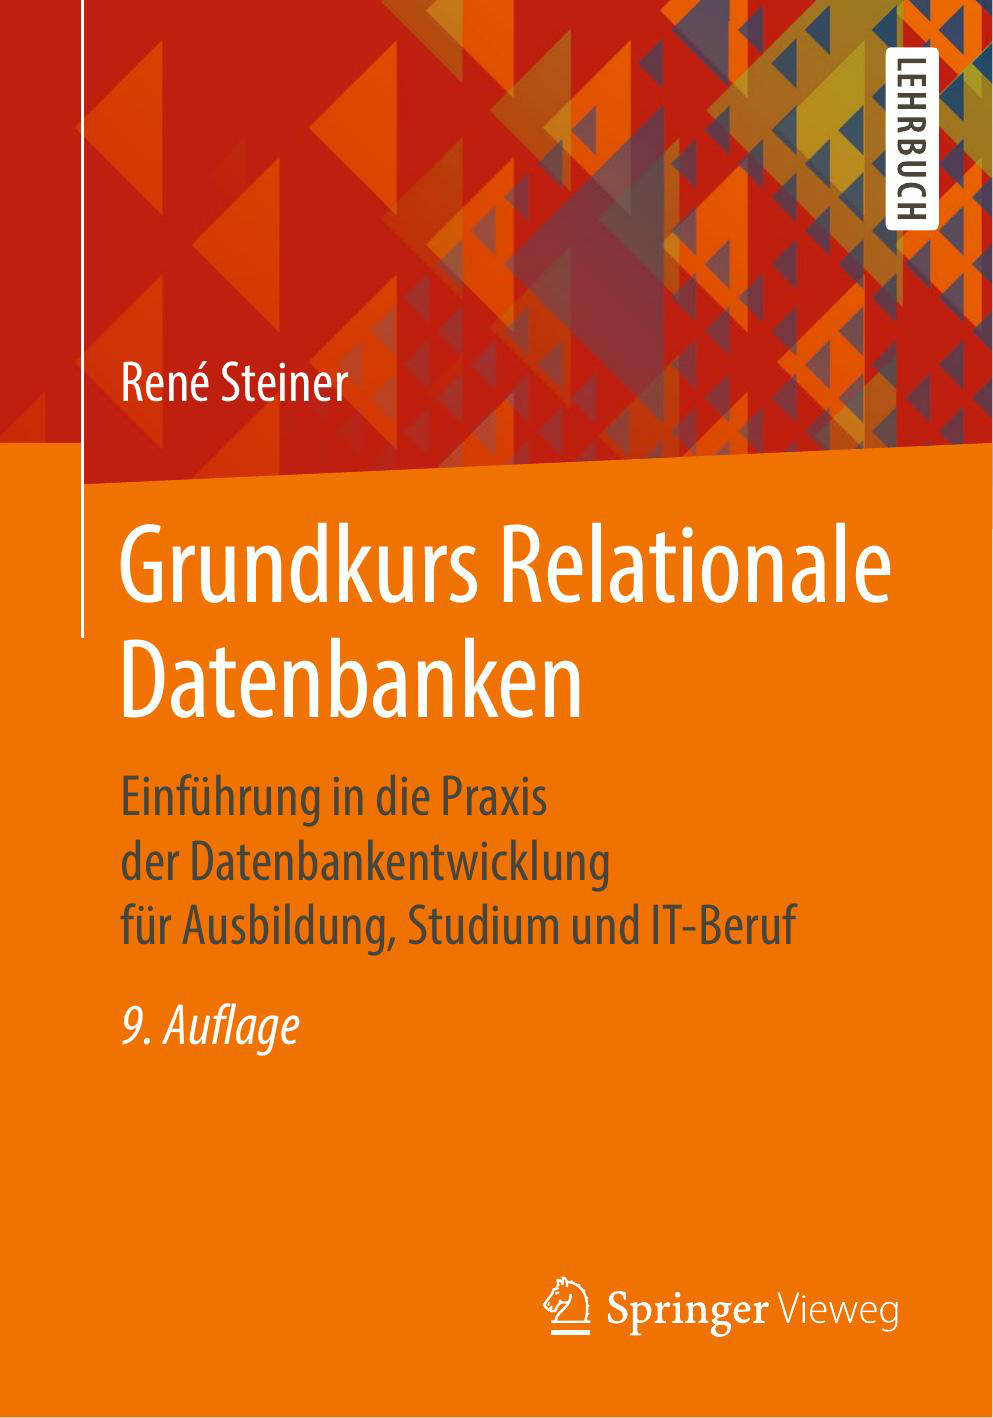 LEHRBUCH
René Steiner
Grundkurs Relationale
Datenbanken
Einführung in die Praxis
der Datenbankentwicklung
für Ausbildung, Studium und IT-Beruf
9. Auflage
Springer Vieweg